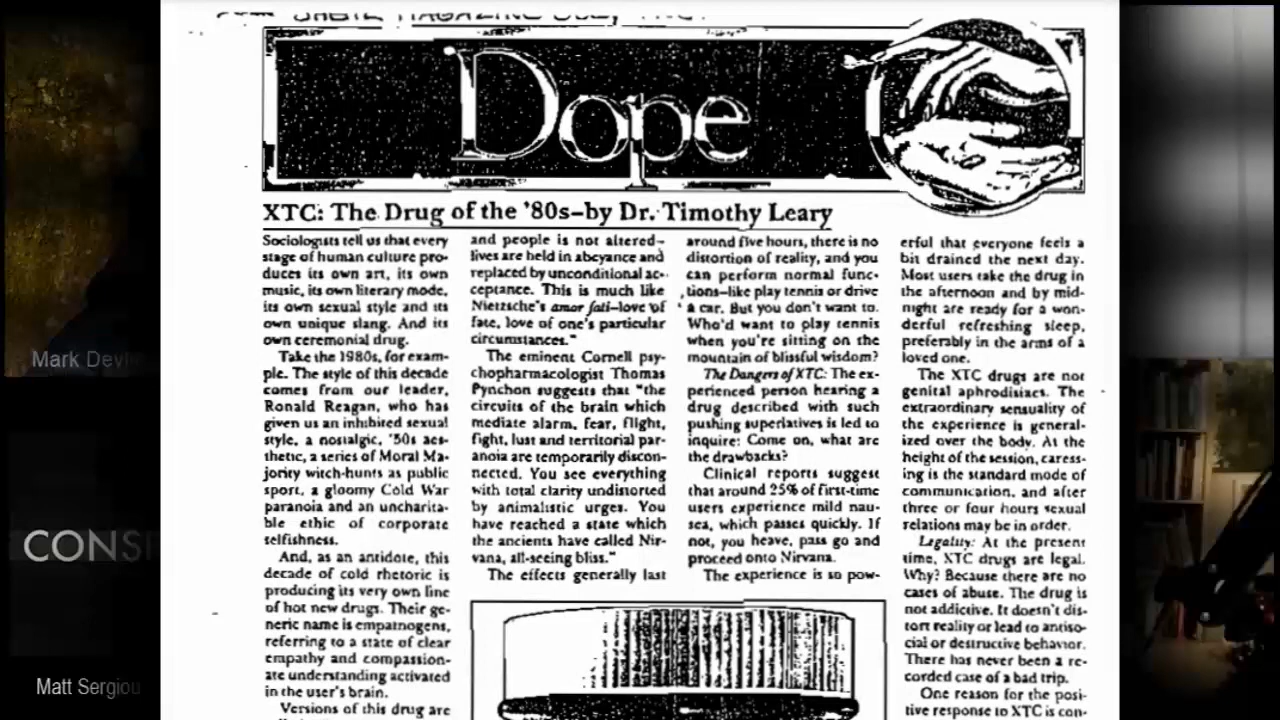 Dope
XTC: The Drug of the '80s—by Dr. Timothy Leary
Sociologists tell us that every
stage of human culture pro-
duces its own art, its own
music, its own literary mode,
its own sexual style and its
own unique slang. And its
own ceremonial drug.
Take the 1980s, for exam-
ple. The style of this decade
comes from our leader,
Ronald Reagan, who has
given us an inhibited sexual
style, a nostalgic, '50s aes-
thetic, a series of Moral Ma-
jority witch-hunts as public
sport, a gloomy Cold War
paranoia and an uncharita-
ble ethic of corporate
selfishness.
And, as an antidote, this
decade of cold rhetoric is
producing its very own line
of hot new drugs. Their ge-
neric name is empatnogens,
referring to a state of clear
empathy and compassion-
ate understanding activated
in the user's brain.
Versions of this drug are
and people is not altered—
lives are held in abeyance and
replaced by unconditional ac-
ceptance. This is much like
Nietzsche's amor fati—love of
fate, love of one's particular
circumstances."
The eminent Cornell psy-
chopharmacologist Thomas
Pynchon suggests that "the
circuits of the brain which
mediate alarm, fear, flight,
fight, lust and territorial par-
anoia are temporarily discon-
nected. You see everything
with total clarity undistorted
by animalistic urges. You
have reached a state which
the ancients have called Nir-
vana, all-seeing bliss."
The effects generally last
around five hours, there is no
distortion of reality, and you
can perform normal func-
tions—like play tennis or drive
a car. But you don't want to.
Who'd want to play tennis
when you're sitting on the
mountain of blissful wisdom?
The Dangers of XTC: The ex-
perienced person hearing a
drug described with such
pushing superlatives is led to
inquire: Come on, what are
the drawbacks?
Clinical reports suggest
that around 25% of first-time
users experience mild nau-
sea, which passes quickly. If
not, you heave, pass go and
proceed onto Nirvana.
The experience is so pow-
erful that everyone feels a
bit drained the next day.
Most users take the drug in
the afternoon and by mid-
night are ready for a won-
derful refreshing sleep,
preferably in the arms of a
loved one.
The XTC drugs are not
genital aphrodisiacs. The
extraordinary sensuality of
the experience is general-
ized over the body. At the
height of the session, caress-
ing is the standard mode of
communication, and after
three or four hours sexual
relations may be in order.
Legality: At the present
time, XTC drugs are legal.
Why? Because there are no
cases of abuse. The drug is
not addictive. It doesn't dis-
tort reality or lead to antiso-
cial or destructive behavior.
There has never been a re-
corded case of a bad trip.
One reason for the posi-
tive response to XTC is con-
Mark Devl
CONS
Matt Sergiou